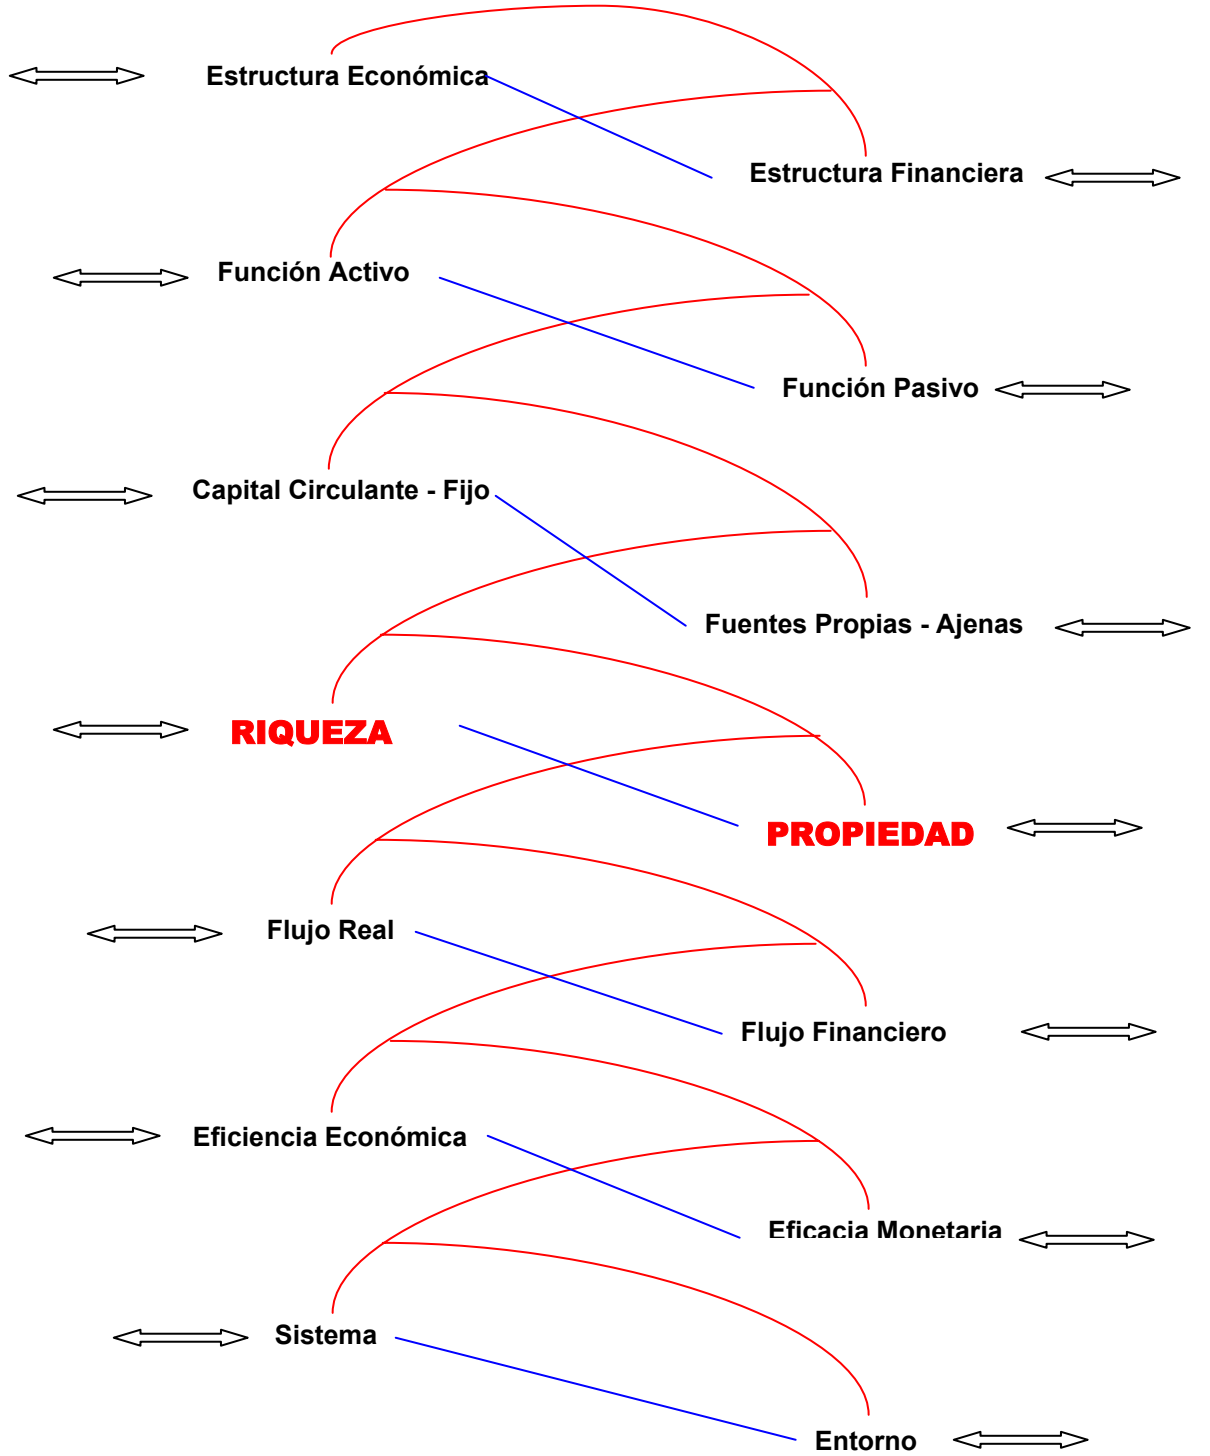 Estructura Económica
Estructura Financiera
Función Activo
Función Pasivo
Capital Circulante - Fijo
Fuentes Propias - Ajenas
RIQUEZA
PROPIEDAD
Flujo Real
Flujo Financiero
Eficiencia Económica
Eficacia Monetaria
Sistema
Entorno